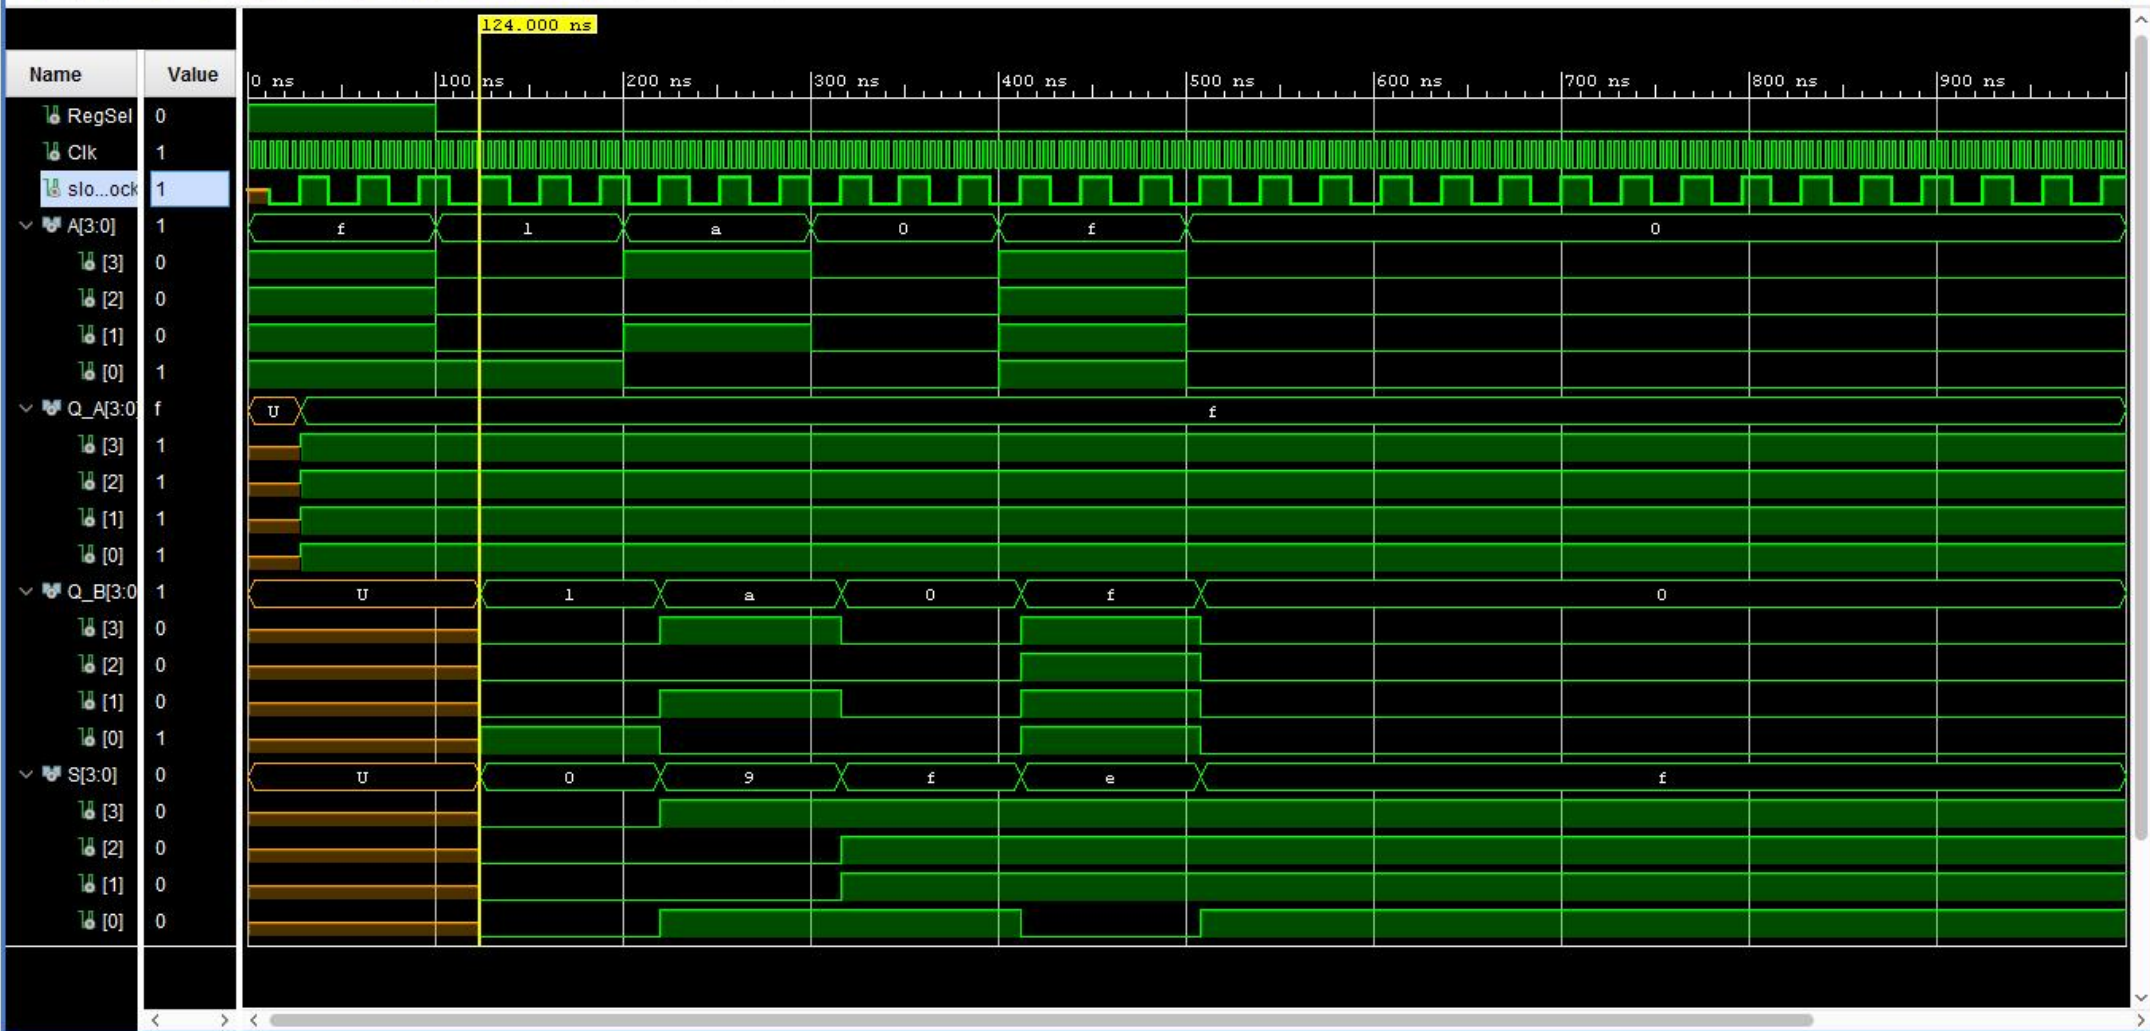 124.000 ns
Name Value
0 ns 100 ns 200 ns 300 ns 400 ns 500 ns 600 ns 700 ns 800 ns 900 ns
RegSel 0
Clk 1
slo...ock 1
A[3:0] 1 f 1 a 0 f 0
[3] 0
[2] 0
[1] 0
[0] 1
Q_A[3:0] f U f
[3] 1
[2] 1
[1] 1
[0] 1
Q_B[3:0 1 U 1 a 0 f 0
[3] 0
[2] 0
[1] 0
[0] 1
S[3:0] 0 U 0 9 f e f
[3] 0
[2] 0
[1] 0
[0] 0